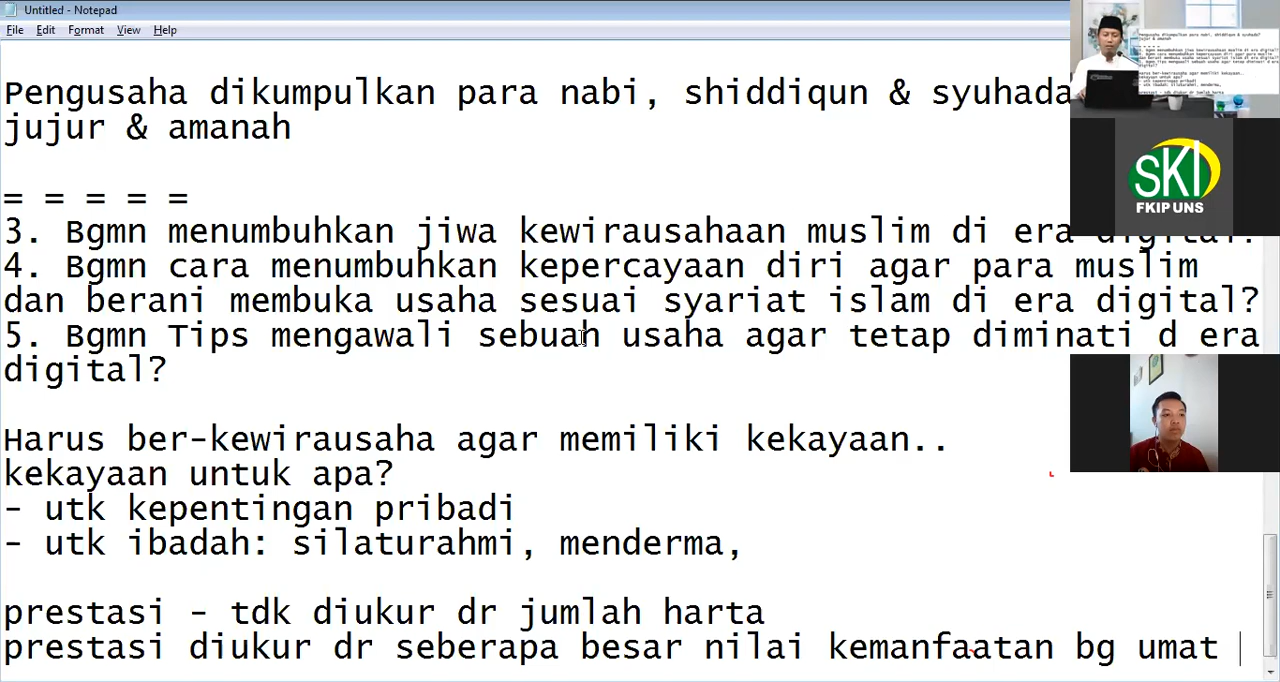 Untitled - Notepad
File Edit Format View Help
Pengusaha dikumpulkan para nabi, shiddiqun & syuhada
jujur & amanah
= = = = =
3. Bgmn menumbuhkan jiwa kewirausahaan muslim di era digital?
4. Bgmn cara menumbuhkan kepercayaan diri agar para muslim
dan berani membuka usaha sesuai syariat islam di era digital?
5. Bgmn Tips mengawali sebuah usaha agar tetap diminati d era
digital?
Harus ber-kewirausaha agar memiliki kekayaan..
kekayaan untuk apa?
- utk kepentingan pribadi
- utk ibadah: silaturahmi, menderma,
prestasi - tdk diukur dr jumlah harta
prestasi diukur dr seberapa besar nilai kemanfaatan bg umat
SKI
FKIP UNS